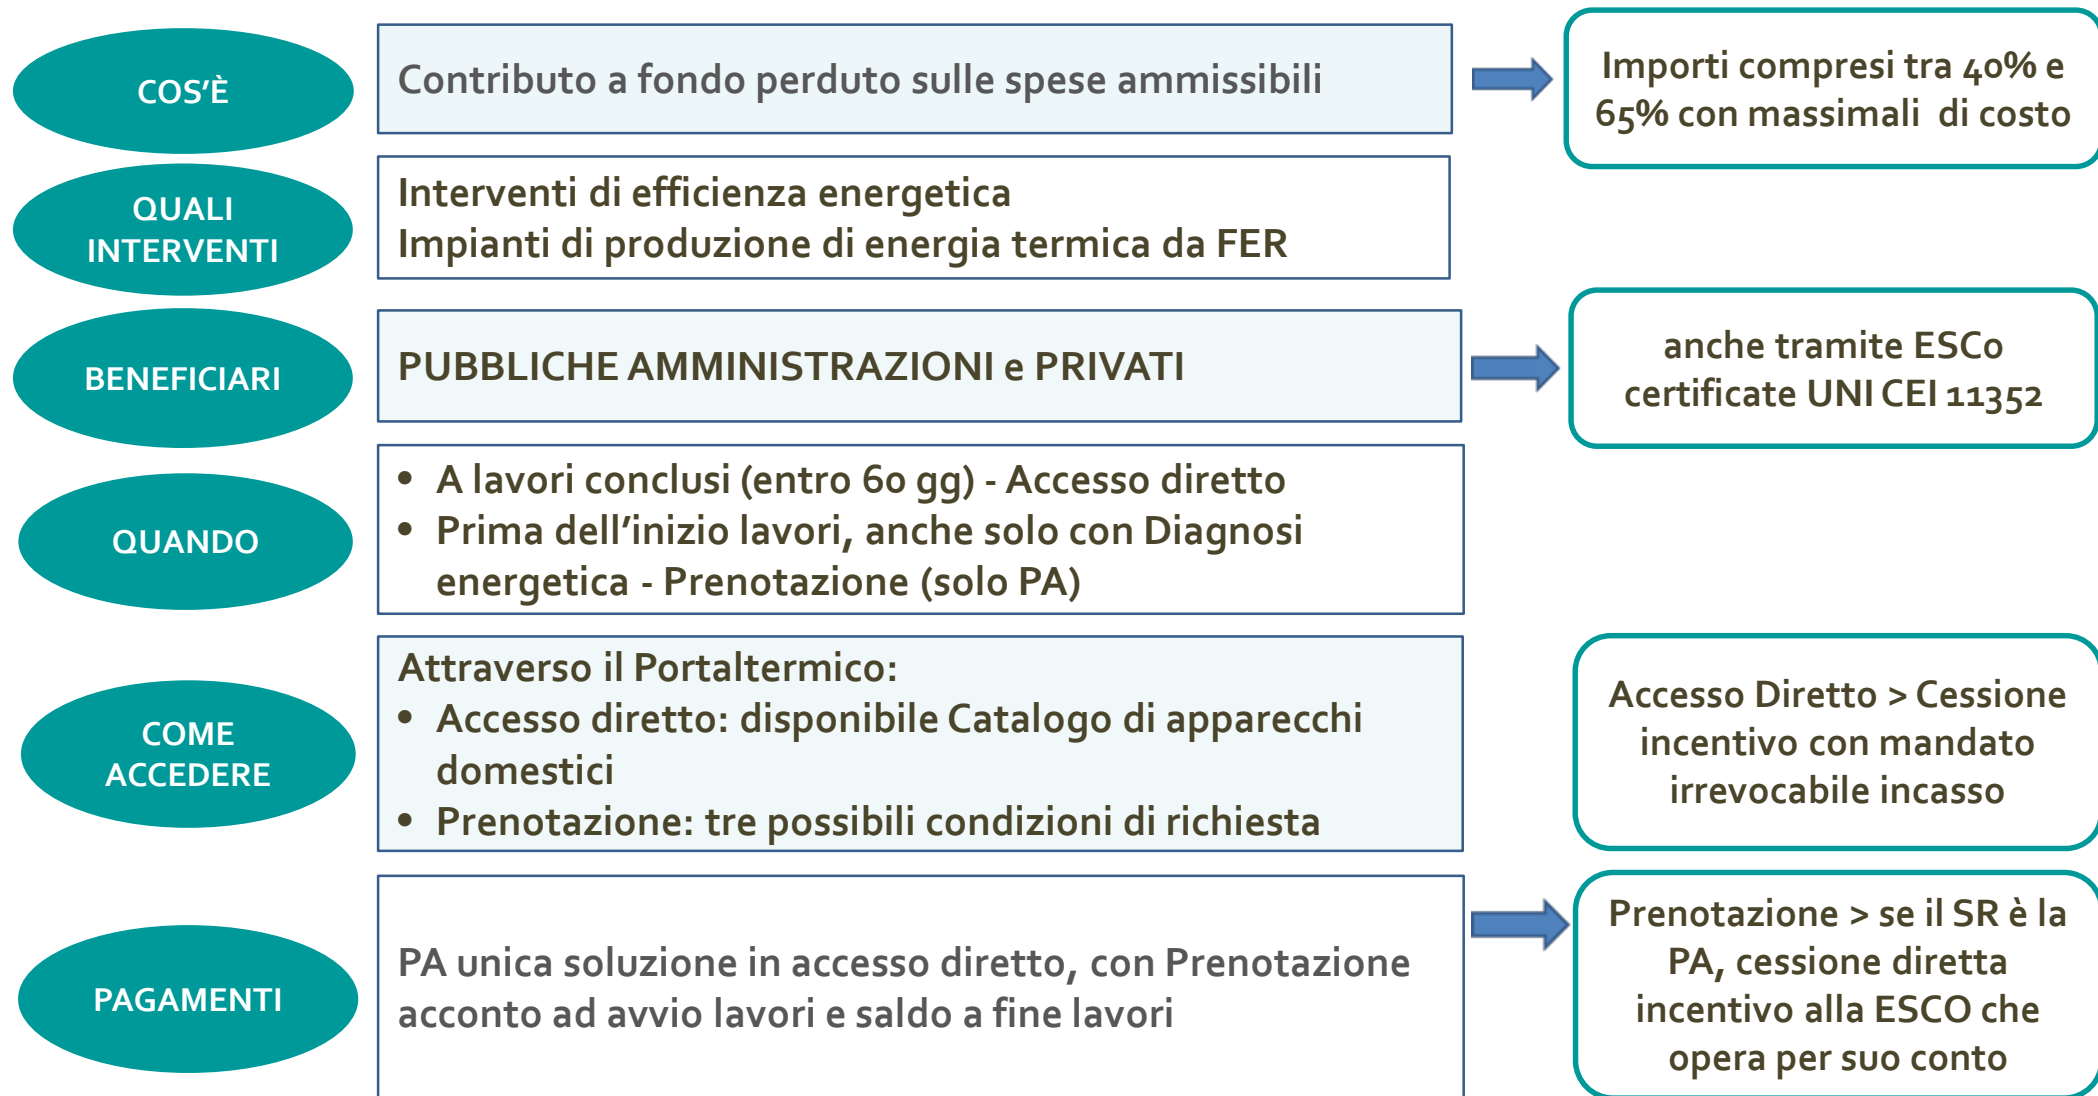 COS’È
Contributo a fondo perduto sulle spese ammissibili
Importi compresi tra 40% e
65% con massimali di costo
QUALI
INTERVENTI
Interventi di efficienza energetica
Impianti di produzione di energia termica da FER
BENEFICIARI
PUBBLICHE AMMINISTRAZIONI e PRIVATI
anche tramite ESCo
certificate UNI CEI 11352
QUANDO
• A lavori conclusi (entro 60 gg) - Accesso diretto
• Prima dell’inizio lavori, anche solo con Diagnosi
energetica - Prenotazione (solo PA)
COME
ACCEDERE
Attraverso il Portaltermico:
• Accesso diretto: disponibile Catalogo di apparecchi
domestici
• Prenotazione: tre possibili condizioni di richiesta
Accesso Diretto > Cessione
incentivo con mandato
irrevocabile incasso
PAGAMENTI
PA unica soluzione in accesso diretto, con Prenotazione
acconto ad avvio lavori e saldo a fine lavori
Prenotazione > se il SR è la
PA, cessione diretta
incentivo alla ESCO che
opera per suo conto